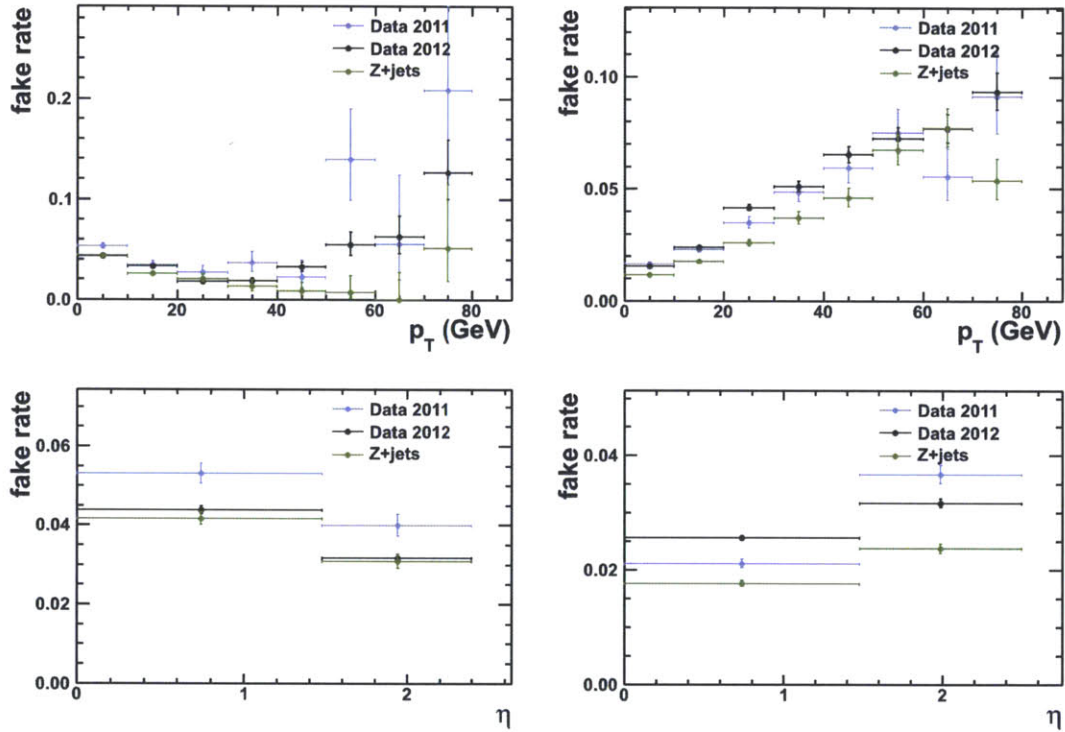 fake rate
Data 2011
Data 2012
Z+jets
0.2
0.1
0.0
0 20 40 60 80
p_T (GeV)
fake rate
Data 2011
Data 2012
Z+jets
0.10
0.05
0.00
0 20 40 60 80
p_T (GeV)
fake rate
Data 2011
Data 2012
Z+jets
0.06
0.04
0.02
0.00
0 1 2
η
fake rate
Data 2011
Data 2012
Z+jets
0.04
0.02
0.00
0 1 2
η